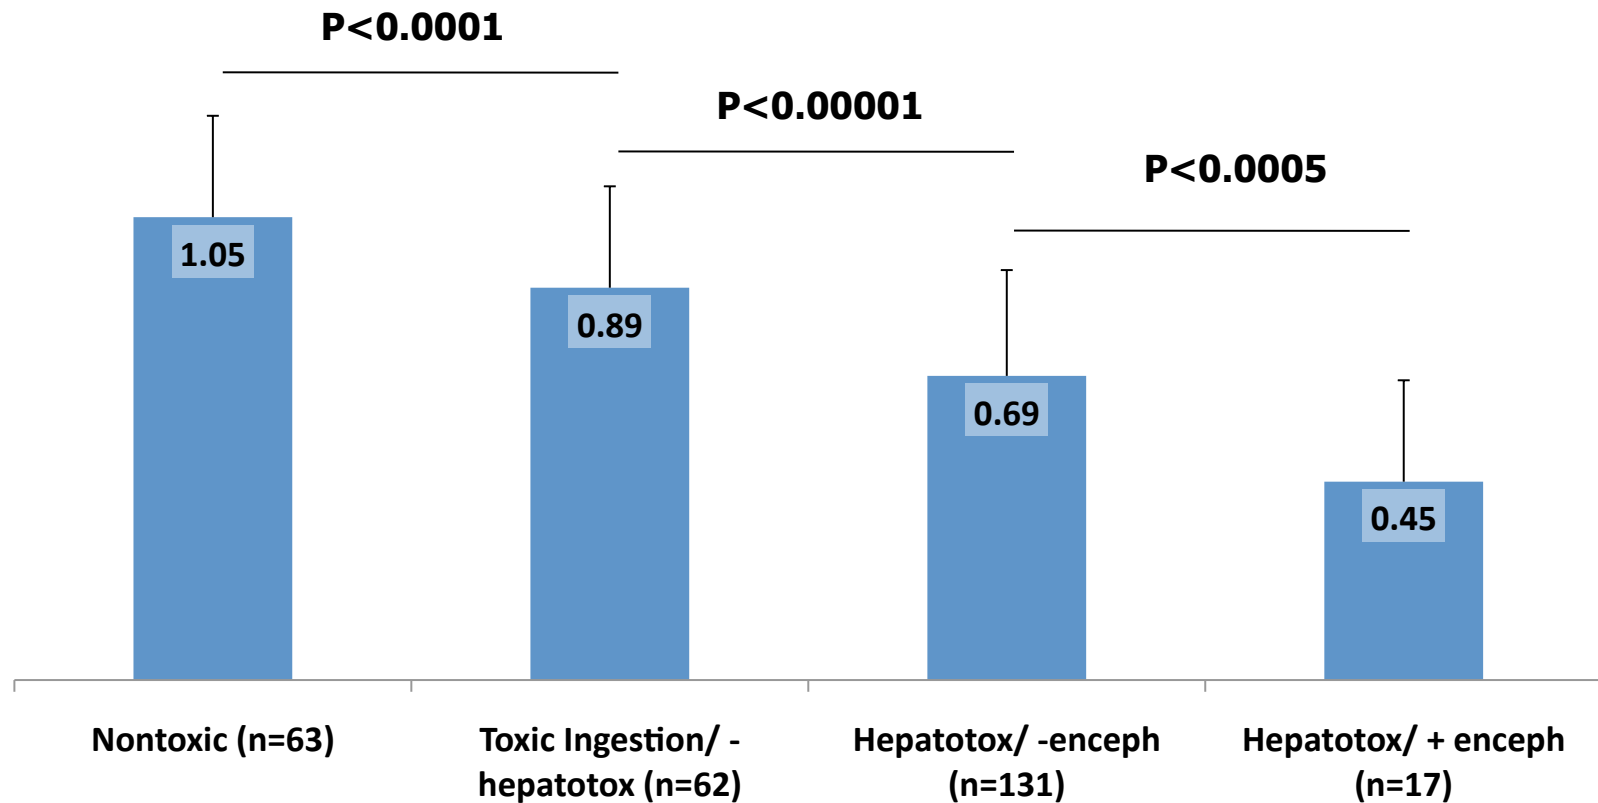 P<0.0001
P<0.00001
P<0.0005
1.05
0.89
0.69
0.45
Nontoxic (n=63)
Toxic Ingestion/ -
hepatotox (n=62)
Hepatotox/ -enceph
(n=131)
Hepatotox/ + enceph
(n=17)